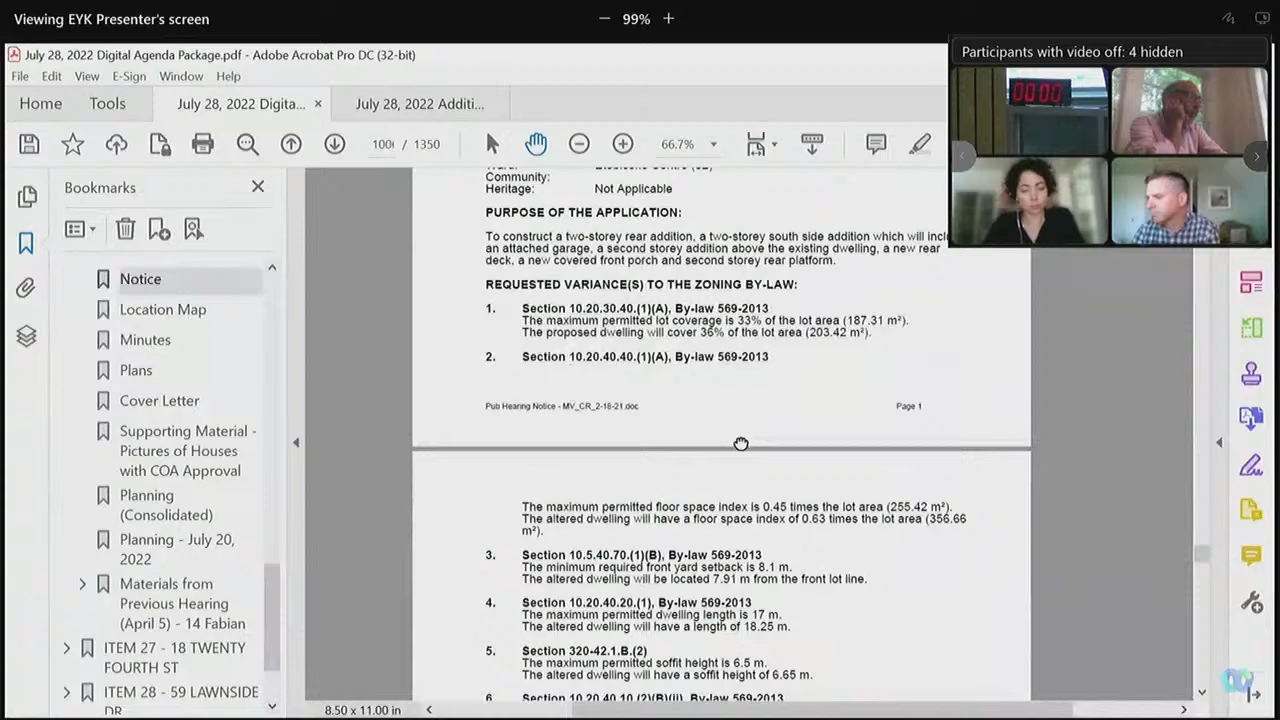 Viewing EYK Presenter's screen
99%
July 28, 2022 Digital Agenda Package.pdf - Adobe Acrobat Pro DC (32-bit)
Participants with video off: 4 hidden
File Edit View E-Sign Window Help
Home Tools July 28, 2022 Digita... × July 28, 2022 Additi...
/ 1350 66.7%
00:00
Bookmarks
Notice
Location Map
Minutes
Plans
Cover Letter
Supporting Material -
Pictures of Houses
with COA Approval
Planning
(Consolidated)
Planning - July 20,
2022
Materials from
Previous Hearing
(April 5) - 14 Fabian
ITEM 27 - 18 TWENTY
FOURTH ST
ITEM 28 - 59 LAWNSIDE
DR
Community:
Heritage: Not Applicable
PURPOSE OF THE APPLICATION:
To construct a two-storey rear addition, a two-storey south side addition which will
an attached garage, a second storey addition above the existing dwelling, a new rear
deck, a new covered front porch and second storey rear platform.
REQUESTED VARIANCE(S) TO THE ZONING BY-LAW:
1. Section 10.20.30.40.(1)(A), By-law 569-2013
The maximum permitted lot coverage is 33% of the lot area (187.31 m²).
The proposed dwelling will cover 36% of the lot area (203.42 m²).
2. Section 10.20.40.40.(1)(A), By-law 569-2013
Pub Hearing Notice - MV_CR_2-18-21.doc Page 1
The maximum permitted floor space index is 0.45 times the lot area (255.42 m²).
The altered dwelling will have a floor space index of 0.63 times the lot area (356.66
m²).
3. Section 10.5.40.70.(1)(B), By-law 569-2013
The minimum required front yard setback is 8.1 m.
The altered dwelling will be located 7.91 m from the front lot line.
4. Section 10.20.40.20.(1), By-law 569-2013
The maximum permitted dwelling length is 17 m.
The altered dwelling will have a length of 18.25 m.
5. Section 320-42.1.B.(2)
The maximum permitted soffit height is 6.5 m.
The altered dwelling will have a soffit height of 6.65 m.
6. Section 10.20.40.10.(2)(B)(ii), By-law 569-2013
8.50 x 11.00 in